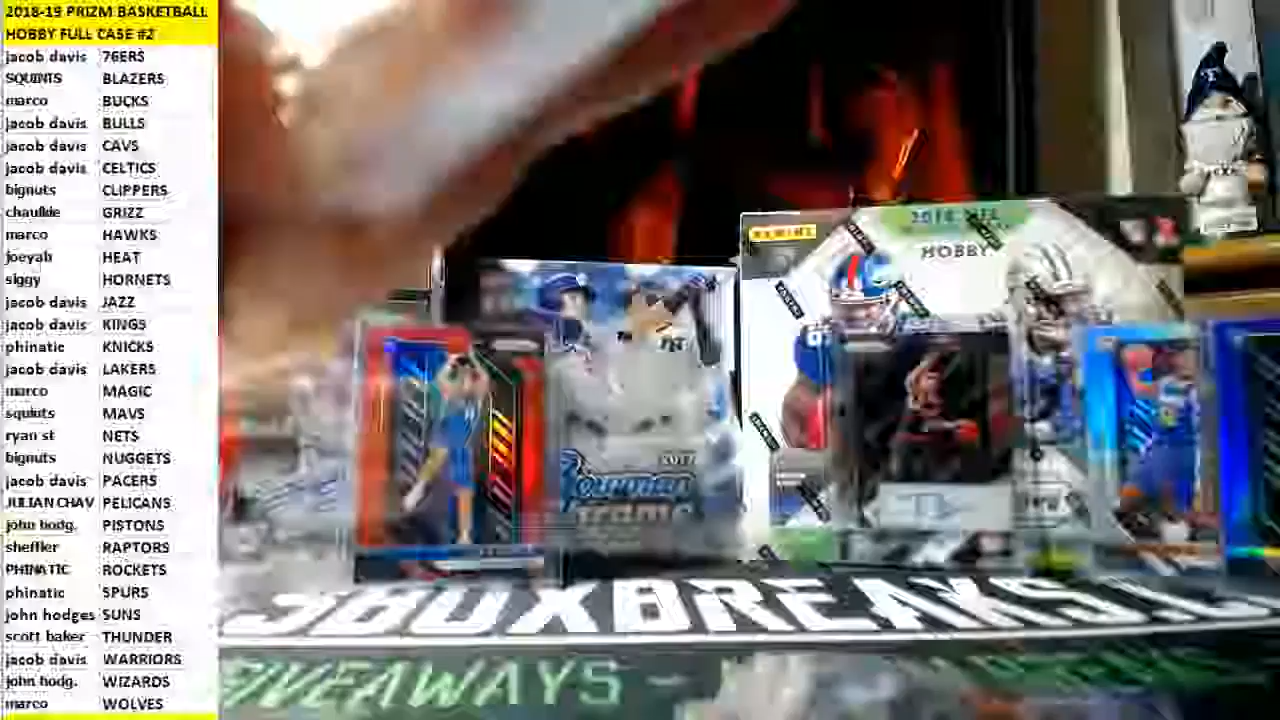 2018-19 PRIZM BASKETBALL
HOBBY FULL CASE #2
jacob davis 76ERS
SQUINTS BLAZERS
marco BUCKS
jacob davis BULLS
jacob davis CAVS
jacob davis CELTICS
bignuts CLIPPERS
chaulkie GRIZZ
marco HAWKS
joeyah HEAT
siggy HORNETS
jacob davis JAZZ
jacob davis KINGS
phinatic KNICKS
jacob davis LAKERS
marco MAGIC
squiuts MAVS
ryan st NETS
bignuts NUGGETS
jacob davis PACERS
JULIAN CHAV PELICANS
john hodg. PISTONS
sheffler RAPTORS
PHINATIC ROCKETS
phinatic SPURS
john hodges SUNS
scott baker THUNDER
jacob davis WARRIORS
john hodg. WIZARDS
marco WOLVES
PANINI
HOBBY
2017
Bowman
Chrome
GIVEAWAYS -